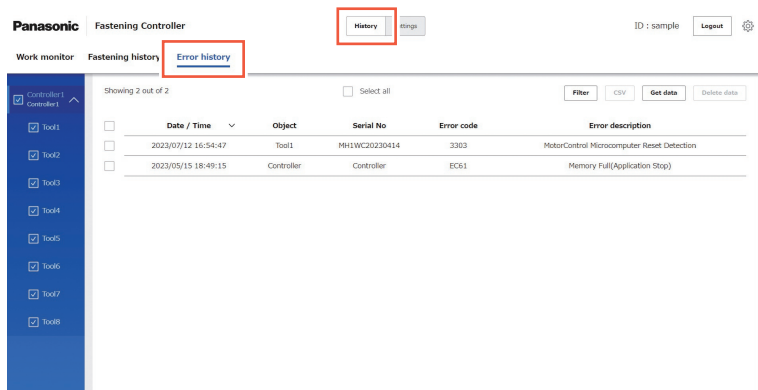 Panasonic Fastening Controller History ttings ID : sample Logout
Work monitor Fastening history Error history
Controller1
Controller1
Showing 2 out of 2 Select all Filter CSV Get data Delete data
Date / Time Object Serial No Error code Error description
2023/07/12 16:54:47 Tool1 MH1WC20230414 3303 MotorControl Microcomputer Reset Detection
2023/05/15 18:49:15 Controller Controller EC61 Memory Full(Application Stop)
Tool1
Tool2
Tool3
Tool4
Tool5
Tool6
Tool7
Tool8